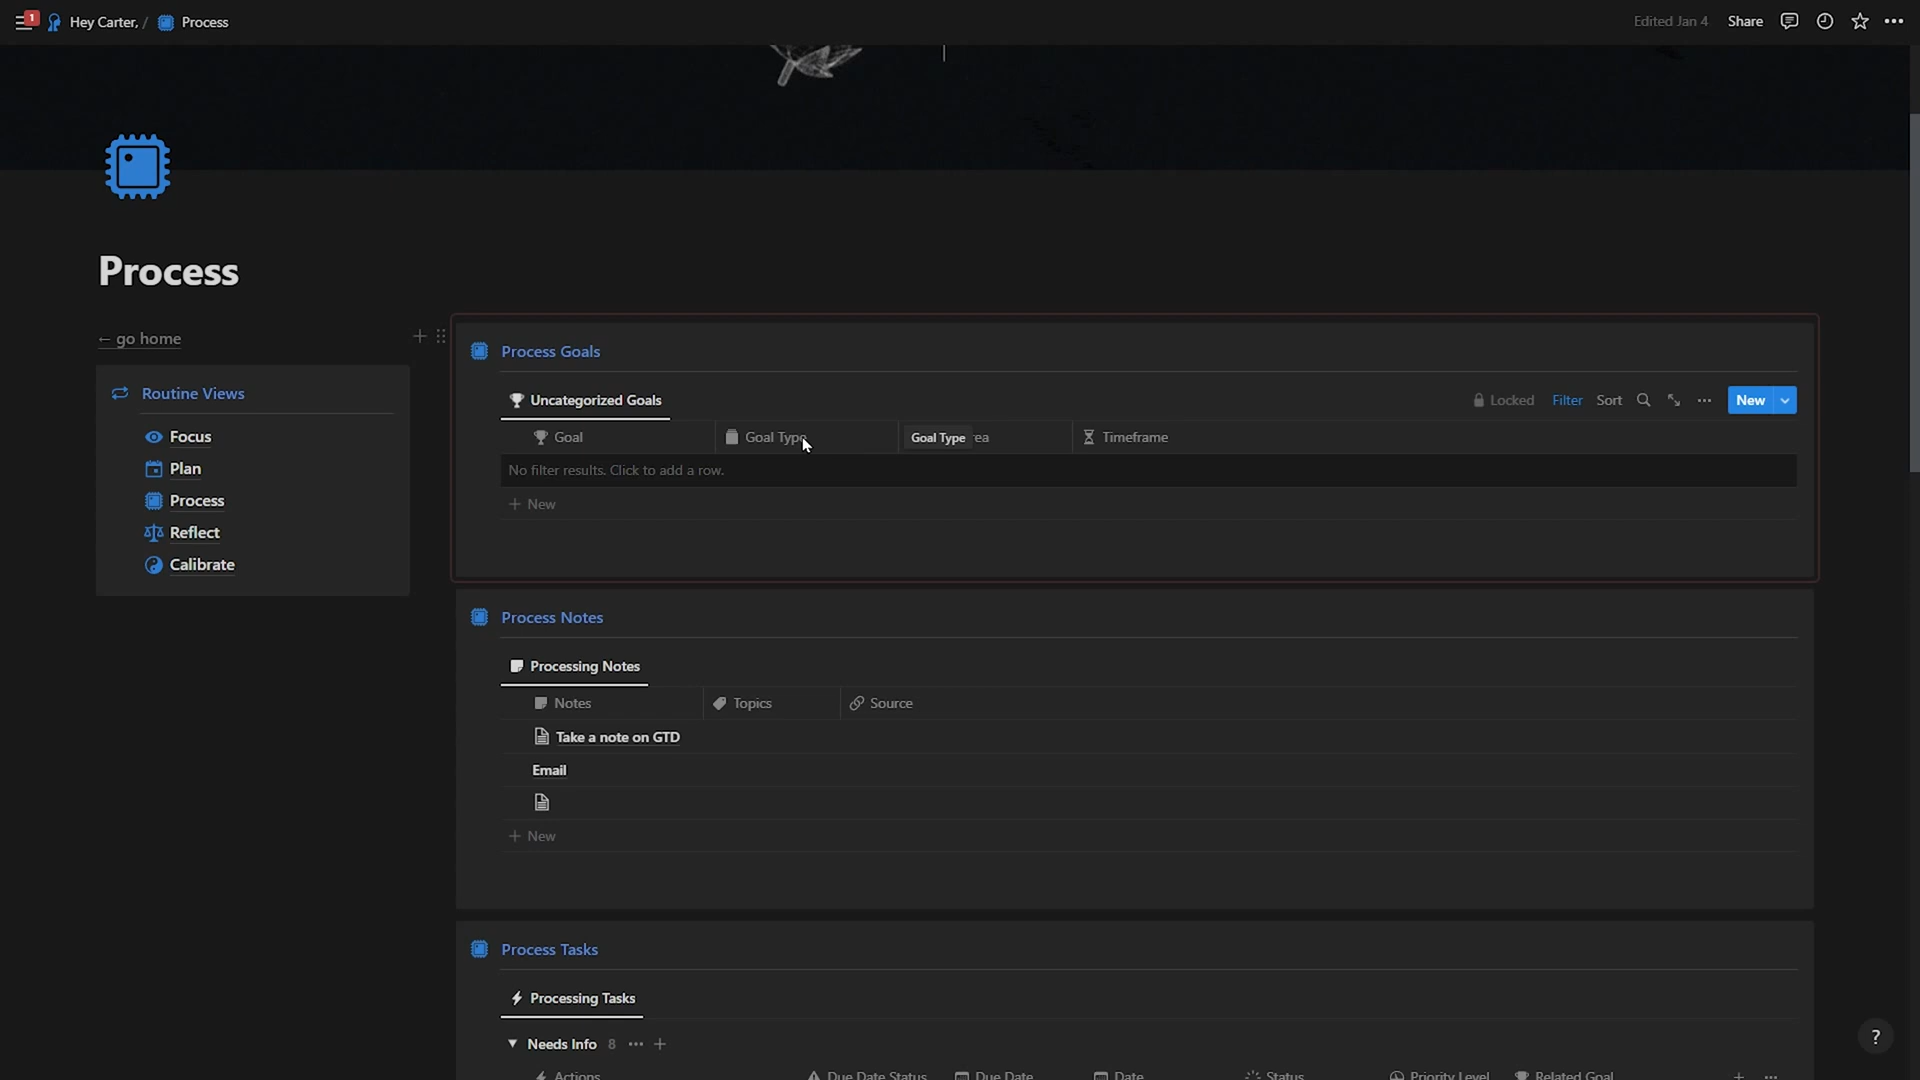 1 Hey Carter, / Process
Edited Jan 4 Share
Process
← go home
Routine Views
Focus
Plan
Process
Reflect
Calibrate
Process Goals
Uncategorized Goals
Locked Filter Sort New
Goal Goal Type Goal Type ea Timeframe
No filter results. Click to add a row.
+ New
Process Notes
Processing Notes
Notes Topics Source
Take a note on GTD
Email
+ New
Process Tasks
Processing Tasks
Needs Info 8 ... +
Actions Due Date Status Due Date Date Status Priority Level Related Goal + ...
?